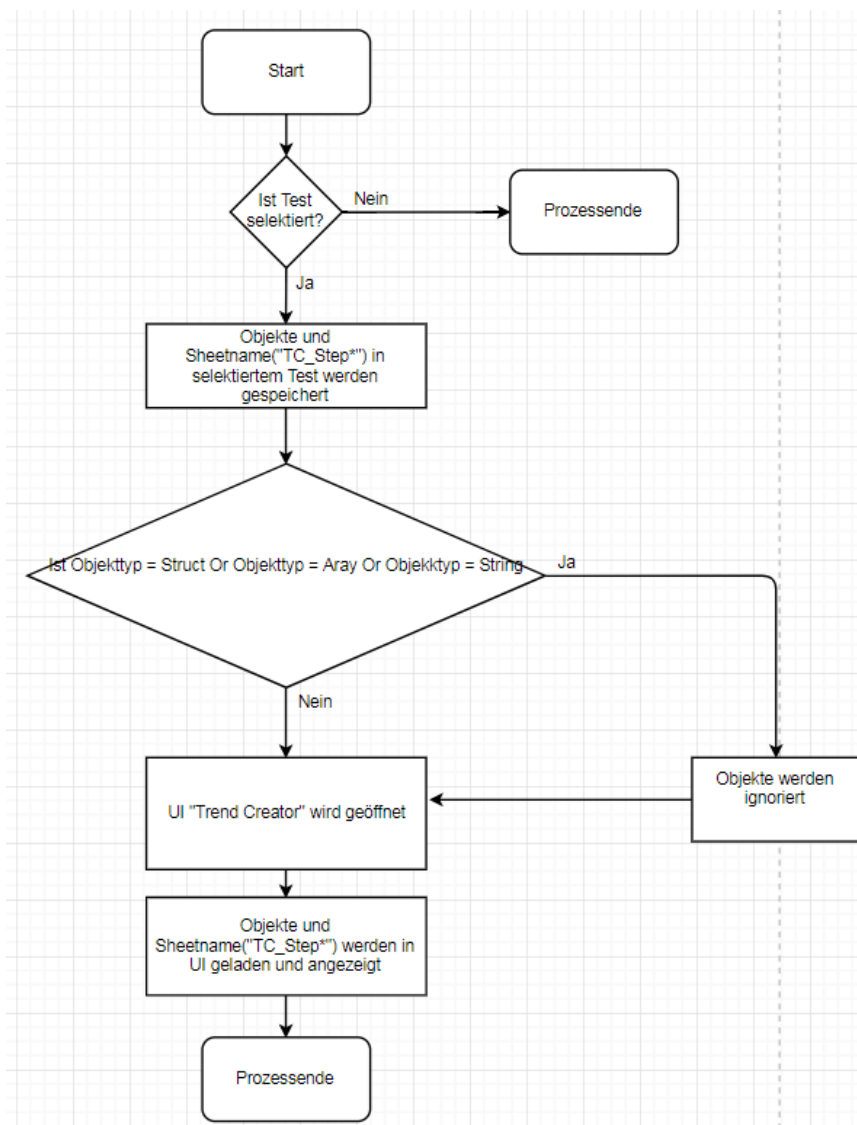 Start
Ist Test
selektiert?
Nein
Prozessende
Ja
Objekte und
Sheetname("TC_Step*") in
selektiertem Test werden
gespeichert
Ist Objekttyp = Struct Or Objekttyp = Aray Or Objekktyp = String
Ja
Nein
Objekte werden
ignoriert
UI "Trend Creator" wird geöffnet
Objekte und
Sheetname("TC_Step*") werden in
UI geladen und angezeigt
Prozessende